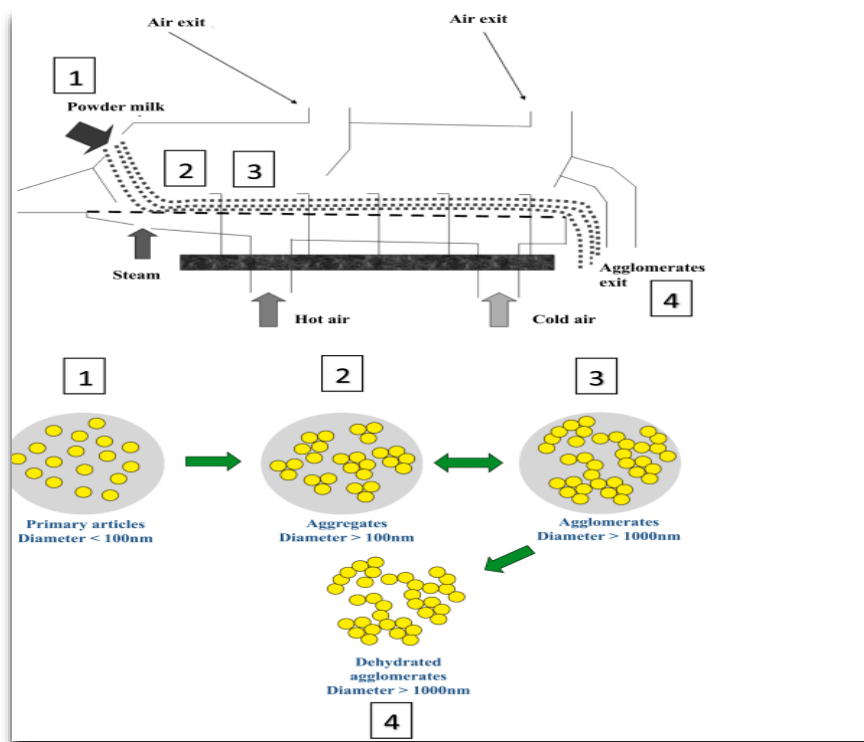 Air exit
Air exit
1
Powder milk
2
3
Steam
Agglomerates
exit
4
Hot air
Cold air
1
2
3
Primary articles
Diameter < 100nm
Aggregates
Diameter > 100nm
Agglomerates
Diameter > 1000nm
Dehydrated
agglomerates
Diameter > 1000nm
4